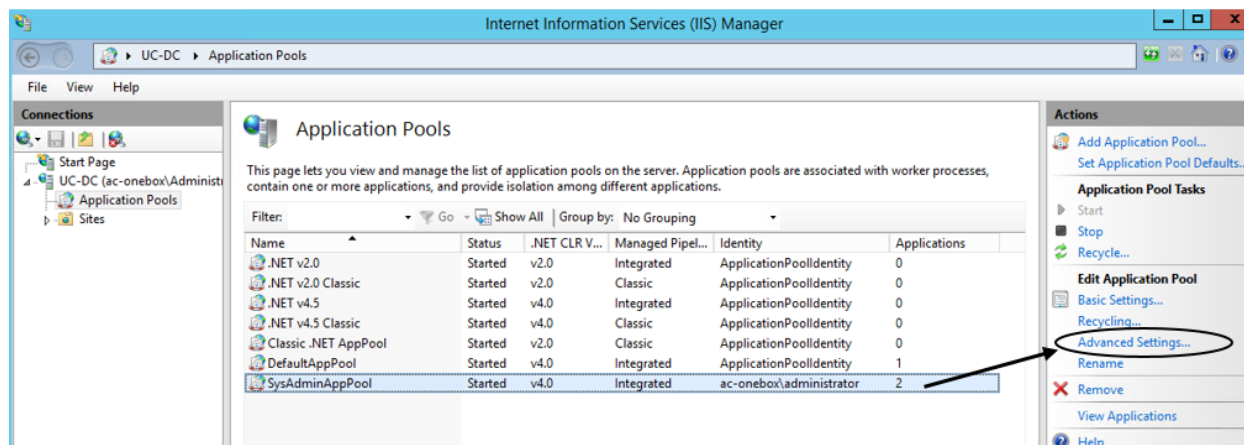 Internet Information Services (IIS) Manager
UC-DC Application Pools
File View Help
Connections
Start Page
UC-DC (ac-onebox\Administr
Application Pools
Sites
Application Pools
This page lets you view and manage the list of application pools on the server. Application pools are associated with worker processes,
contain one or more applications, and provide isolation among different applications.
Filter: Go Show All Group by: No Grouping
Name Status .NET CLR V... Managed Pipel... Identity Applications
.NET v2.0 Started v2.0 Integrated ApplicationPoolIdentity 0
.NET v2.0 Classic Started v2.0 Classic ApplicationPoolIdentity 0
.NET v4.5 Started v4.0 Integrated ApplicationPoolIdentity 0
.NET v4.5 Classic Started v4.0 Classic ApplicationPoolIdentity 0
Classic .NET AppPool Started v2.0 Classic ApplicationPoolIdentity 0
DefaultAppPool Started v4.0 Integrated ApplicationPoolIdentity 1
SysAdminAppPool Started v4.0 Integrated ac-onebox\administrator 2
Actions
Add Application Pool...
Set Application Pool Defaults...
Application Pool Tasks
Start
Stop
Recycle...
Edit Application Pool
Basic Settings...
Recycling...
Advanced Settings...
Rename
Remove
View Applications
Help